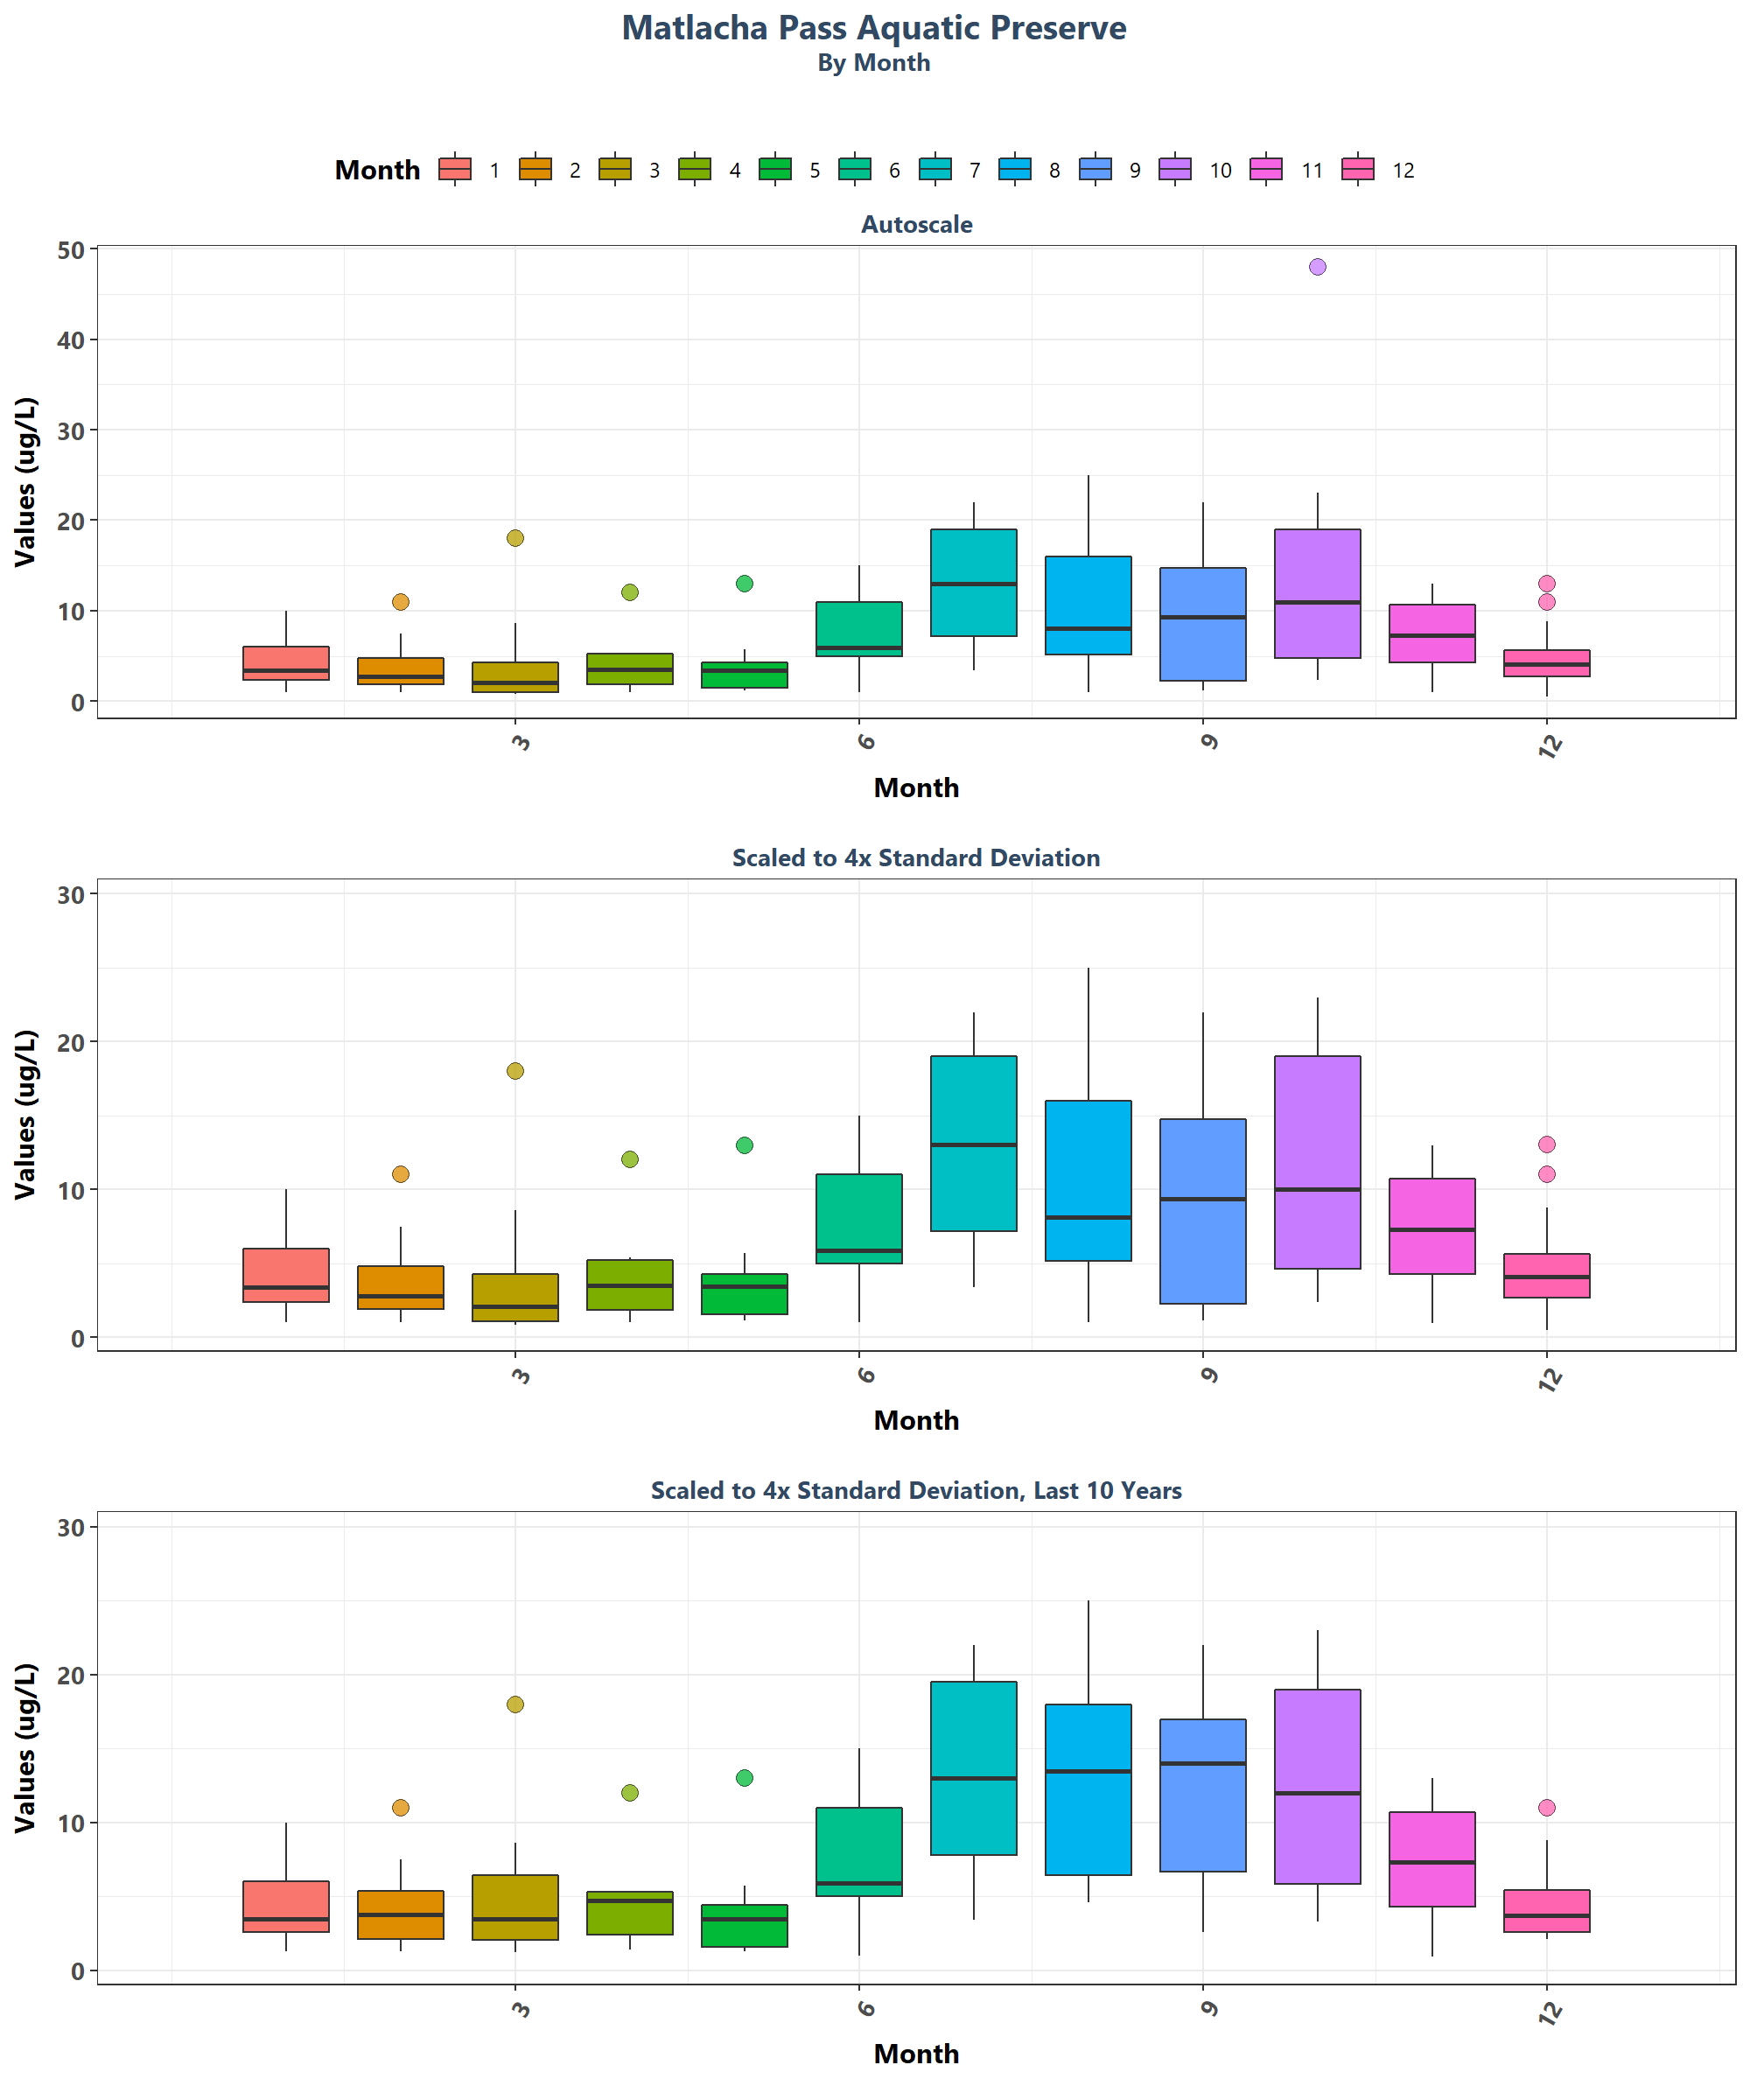 Matlacha Pass Aquatic Preserve
By Month
Month 1 2 3 4 5 6 7 8 9 10 11 12
Autoscale
Values (ug/L)
50
40
30
20
10
0
3 6 9 12
Month
Scaled to 4x Standard Deviation
Values (ug/L)
30
20
10
0
3 6 9 12
Month
Scaled to 4x Standard Deviation, Last 10 Years
Values (ug/L)
30
20
10
0
3 6 9 12
Month